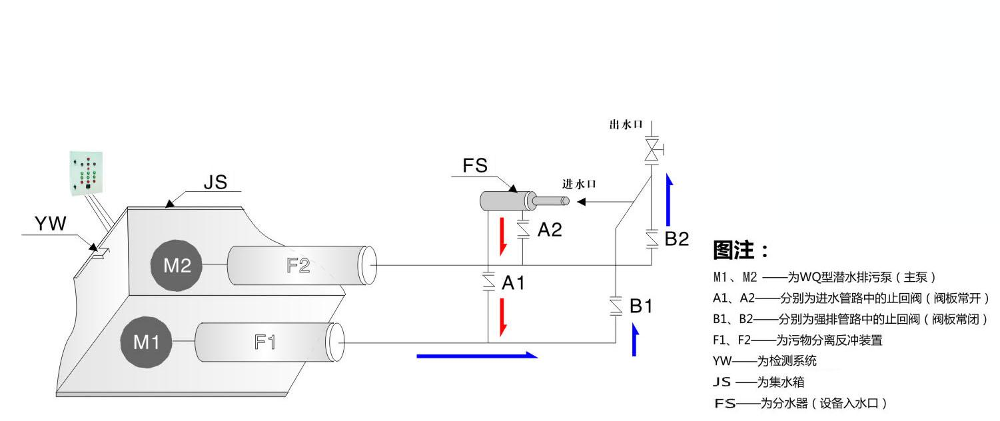 出水口
FS
进水口
JS
YW
A2
B2
M2
F2
A1
B1
M1
F1
图注：
M1、M2 ——为WQ型潜水排污泵（主泵）
A1、A2——分别为进水管路中的止回阀（阀板常开）
B1、B2——分别为强排管路中的止回阀（阀板常闭）
F1、F2——为污物分离反冲装置
YW——为检测系统
JS ——为集水箱
FS——为分水器（设备入水口）